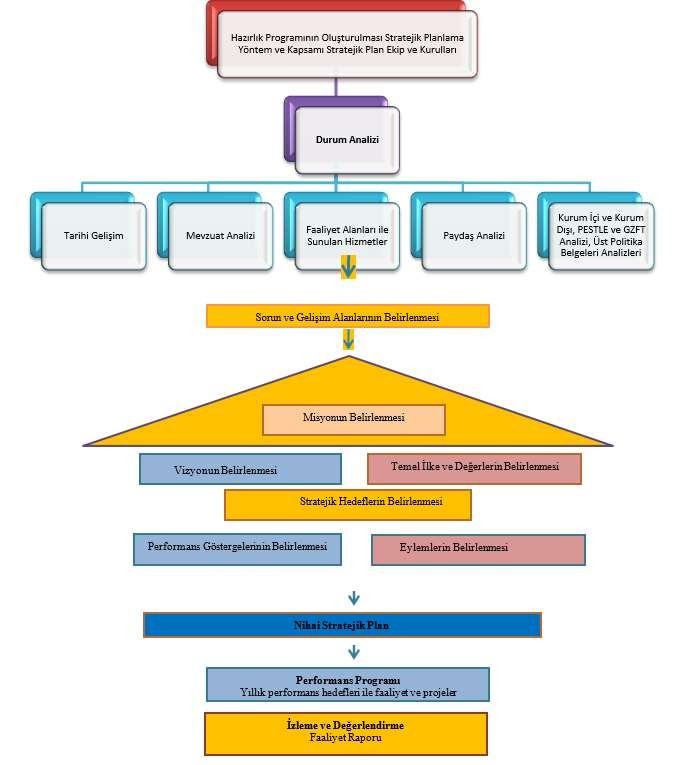 Hazırlık Programının Oluşturulması Stratejik Planlama
Yöntem ve Kapsamı Stratejik Plan Ekip ve Kurulları
Durum Analizi
Tarihi Gelişim
Mevzuat Analizi
Faaliyet Alanları ile
Sunulan Hizmetler
Paydaş Analizi
Kurum İçi ve Kurum
Dışı, PESTLE ve GZFT
Analizi, Üst Politika
Belgeleri Analizleri
Sorun ve Gelişim Alanlarının Belirlenmesi
Misyonun Belirlenmesi
Vizyonun Belirlenmesi
Temel İlke ve Değerlerin Belirlenmesi
Stratejik Hedeflerin Belirlenmesi
Performans Göstergelerinin Belirlenmesi
Eylemlerin Belirlenmesi
Nihai Stratejik Plan
Performans Programı
Yıllık performans hedefleri ile faaliyet ve projeler
İzleme ve Değerlendirme
Faaliyet Raporu